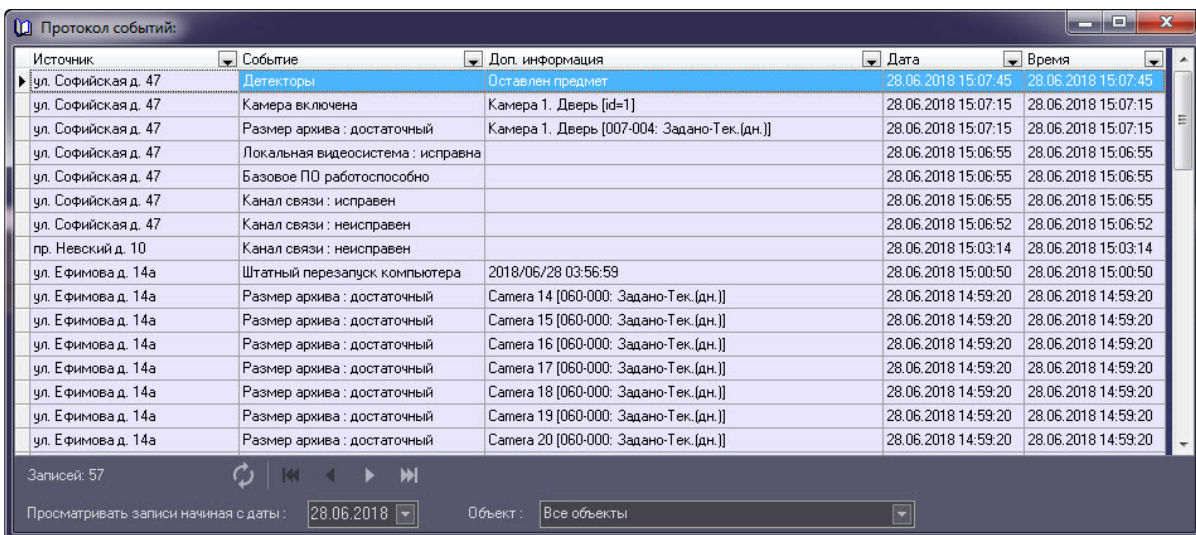 Протокол событий:
Источник Событие Доп. информация Дата Время
ул. Софийская д. 47 Детекторы Оставлен предмет 28.06.2018 15:07:45 28.06.2018 15:07:45
ул. Софийская д. 47 Камера включена Камера 1. Дверь [id=1] 28.06.2018 15:07:15 28.06.2018 15:07:15
ул. Софийская д. 47 Размер архива : достаточный Камера 1. Дверь [007-004: Задано-Тек.(дн.)] 28.06.2018 15:07:15 28.06.2018 15:07:15
ул. Софийская д. 47 Локальная видеосистема : исправна 28.06.2018 15:06:55 28.06.2018 15:06:55
ул. Софийская д. 47 Базовое ПО работоспособно 28.06.2018 15:06:55 28.06.2018 15:06:55
ул. Софийская д. 47 Канал связи : исправен 28.06.2018 15:06:55 28.06.2018 15:06:55
ул. Софийская д. 47 Канал связи : неисправен 28.06.2018 15:06:52 28.06.2018 15:06:52
пр. Невский д. 10 Канал связи : неисправен 28.06.2018 15:03:14 28.06.2018 15:03:14
ул. Ефимова д. 14а Штатный перезапуск компьютера 2018/06/28 03:56:59 28.06.2018 15:00:50 28.06.2018 15:00:50
ул. Ефимова д. 14а Размер архива : достаточный Camera 14 [060-000: Задано-Тек.(дн.)] 28.06.2018 14:59:20 28.06.2018 14:59:20
ул. Ефимова д. 14а Размер архива : достаточный Camera 15 [060-000: Задано-Тек.(дн.)] 28.06.2018 14:59:20 28.06.2018 14:59:20
ул. Ефимова д. 14а Размер архива : достаточный Camera 16 [060-000: Задано-Тек.(дн.)] 28.06.2018 14:59:20 28.06.2018 14:59:20
ул. Ефимова д. 14а Размер архива : достаточный Camera 17 [060-000: Задано-Тек.(дн.)] 28.06.2018 14:59:20 28.06.2018 14:59:20
ул. Ефимова д. 14а Размер архива : достаточный Camera 18 [060-000: Задано-Тек.(дн.)] 28.06.2018 14:59:20 28.06.2018 14:59:20
ул. Ефимова д. 14а Размер архива : достаточный Camera 19 [060-000: Задано-Тек.(дн.)] 28.06.2018 14:59:20 28.06.2018 14:59:20
ул. Ефимова д. 14а Размер архива : достаточный Camera 20 [060-000: Задано-Тек.(дн.)] 28.06.2018 14:59:20 28.06.2018 14:59:20
Записей: 57
Просматривать записи начиная с даты : 28.06.2018 Объект : Все объекты